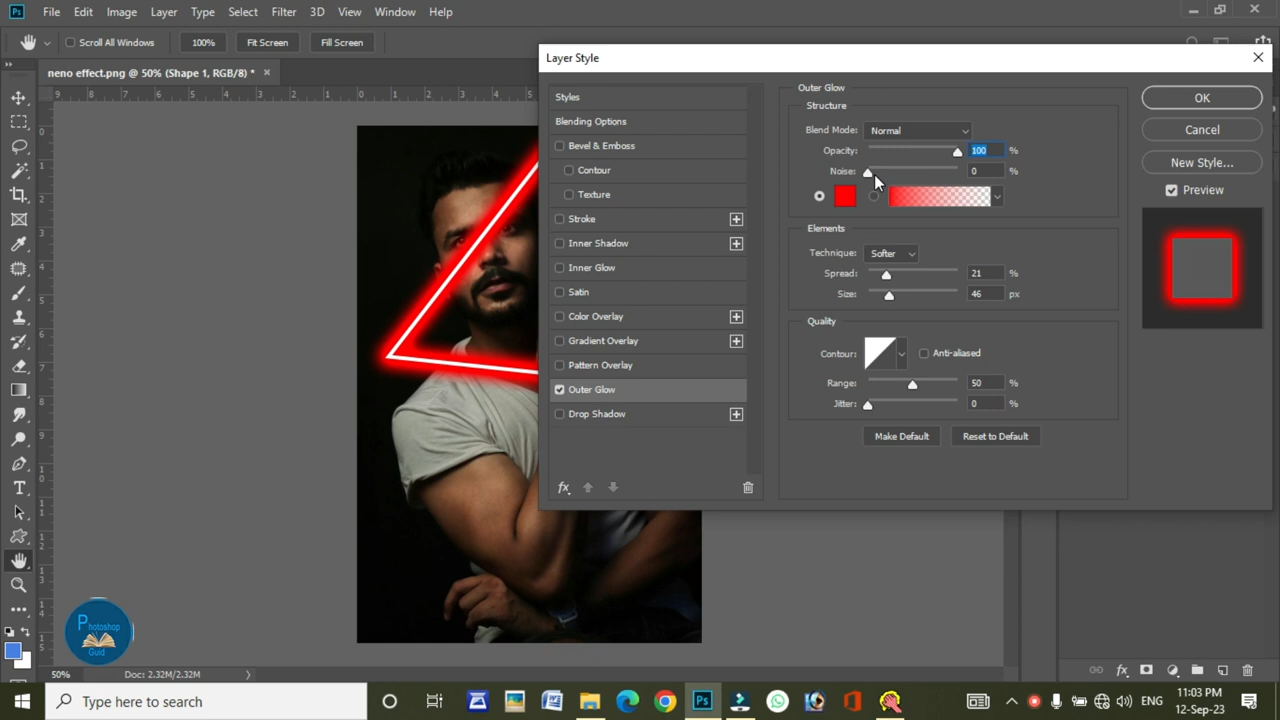 Ps File Edit Image Layer Type Select Filter 3D View Window Help
Scroll All Windows 100% Fit Screen Fill Screen
neno effect.png @ 50% (Shape 1, RGB/8) * ×
Layer Style
Styles
Blending Options
Bevel & Emboss
Contour
Texture
Stroke
Inner Shadow
Inner Glow
Satin
Color Overlay
Gradient Overlay
Pattern Overlay
Outer Glow
Drop Shadow
fx
Outer Glow
Structure
Blend Mode: Normal
Opacity: 100 %
Noise: 0 %
Elements
Technique: Softer
Spread: 21 %
Size: 46 px
Quality
Contour: Anti-aliased
Range: 50 %
Jitter: 0 %
Make Default Reset to Default
OK
Cancel
New Style...
Preview
Photoshop
Guid
50% Doc: 2.32M/2.32M
Type here to search
ENG
11:03 PM
12-Sep-23